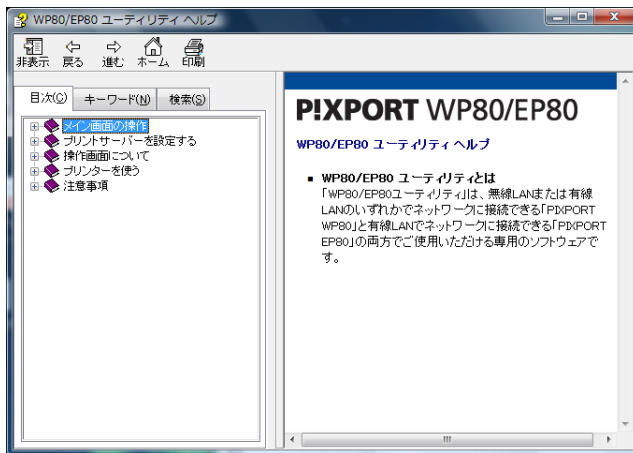 WP80/EP80 ユーティリティ ヘルプ
非表示 戻る 進む ホーム 印刷
目次(C) キーワード(N) 検索(S)
メイン画面の操作
プリントサーバーを設定する
操作画面について
プリンターを使う
注意事項
P!XPORT WP80/EP80
WP80/EP80 ユーティリティ ヘルプ
■ WP80/EP80 ユーティリティとは
「WP80/EP80ユーティリティ」は、無線LANまたは有線
LANのいずれかでネットワークに接続できる「PIXPORT
WP80」と有線LANでネットワークに接続できる「PIXPORT
EP80」の両方でご使用いただける専用のソフトウェアで
す。